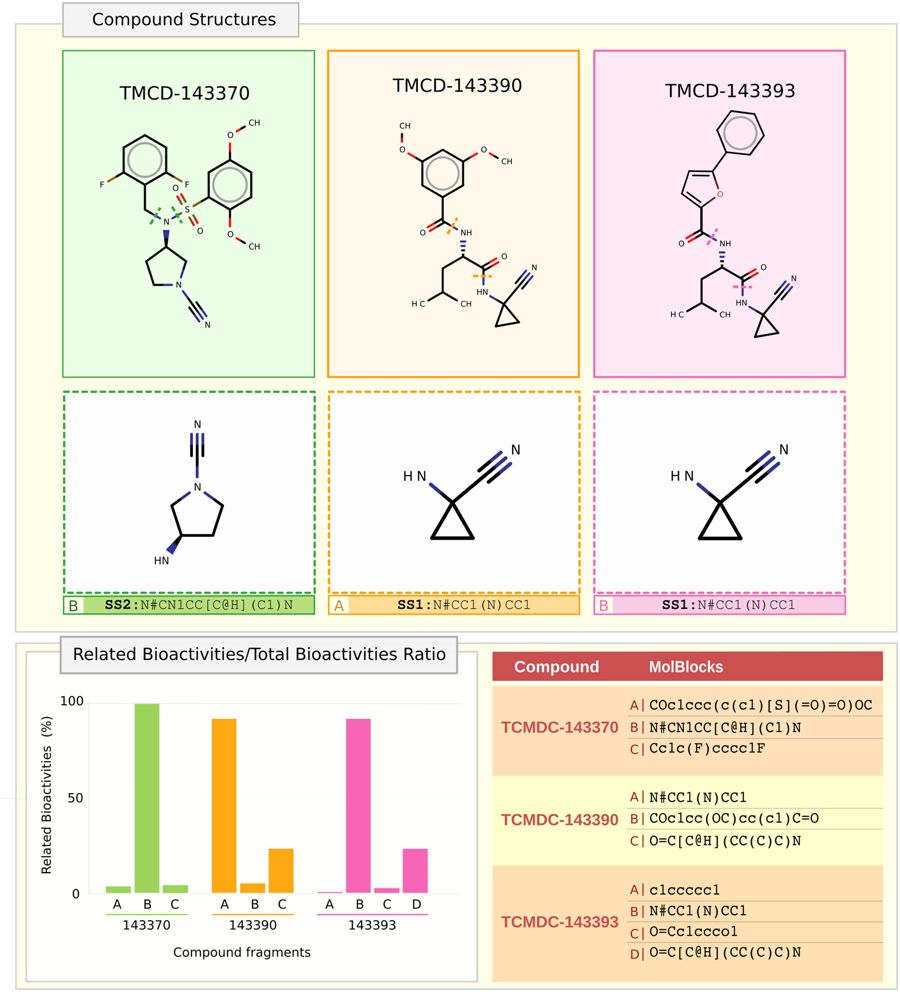 Compound Structures
TMCD-143370
TMCD-143390
TMCD-143393
O CH
F
F
O
S
O
N
O CH
N
N
CH
O
O CH
O
NH
O
HN
N
H C
CH
O
O
NH
O
HN
N
H C
CH
N
N
HN
H N
N
H N
N
B SS2:N#CN1CC[C@H](C1)N
A SS1:N#CC1(N)CC1
B SS1:N#CC1(N)CC1
Related Bioactivities/Total Bioactivities Ratio
Related Bioactivities (%)
100
50
0
A B C A B C A B C D
143370 143390 143393
Compound fragments
Compound MolBlocks
TCMDC-143370
A| COc1ccc(c(c1)[S](=O)=O)OC
B| N#CN1CC[C@H](C1)N
C| Cc1c(F)cccc1F
TCMDC-143390
A| N#CC1(N)CC1
B| COc1cc(OC)cc(c1)C=O
C| O=C[C@H](CC(C)C)N
TCMDC-143393
A| c1ccccc1
B| N#CC1(N)CC1
C| O=Cc1ccco1
D| O=C[C@H](CC(C)C)N